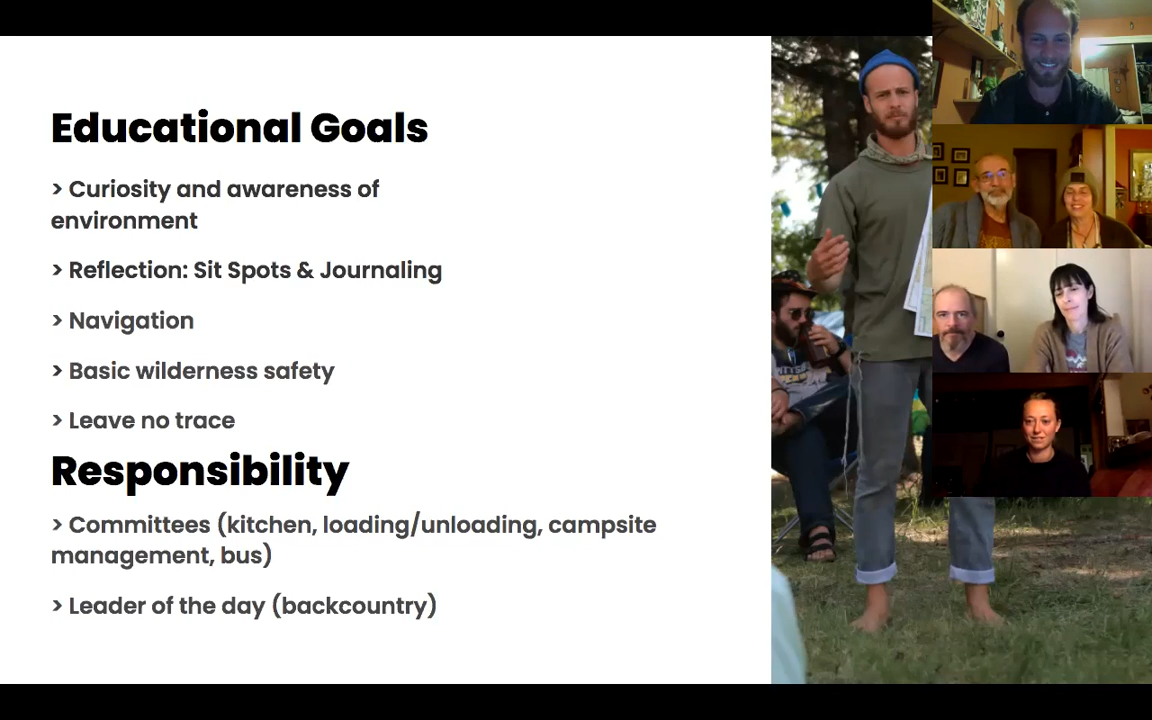 Educational Goals
> Curiosity and awareness of
environment
> Reflection: Sit Spots & Journaling
> Navigation
> Basic wilderness safety
> Leave no trace
Responsibility
> Committees (kitchen, loading/unloading, campsite
management, bus)
> Leader of the day (backcountry)